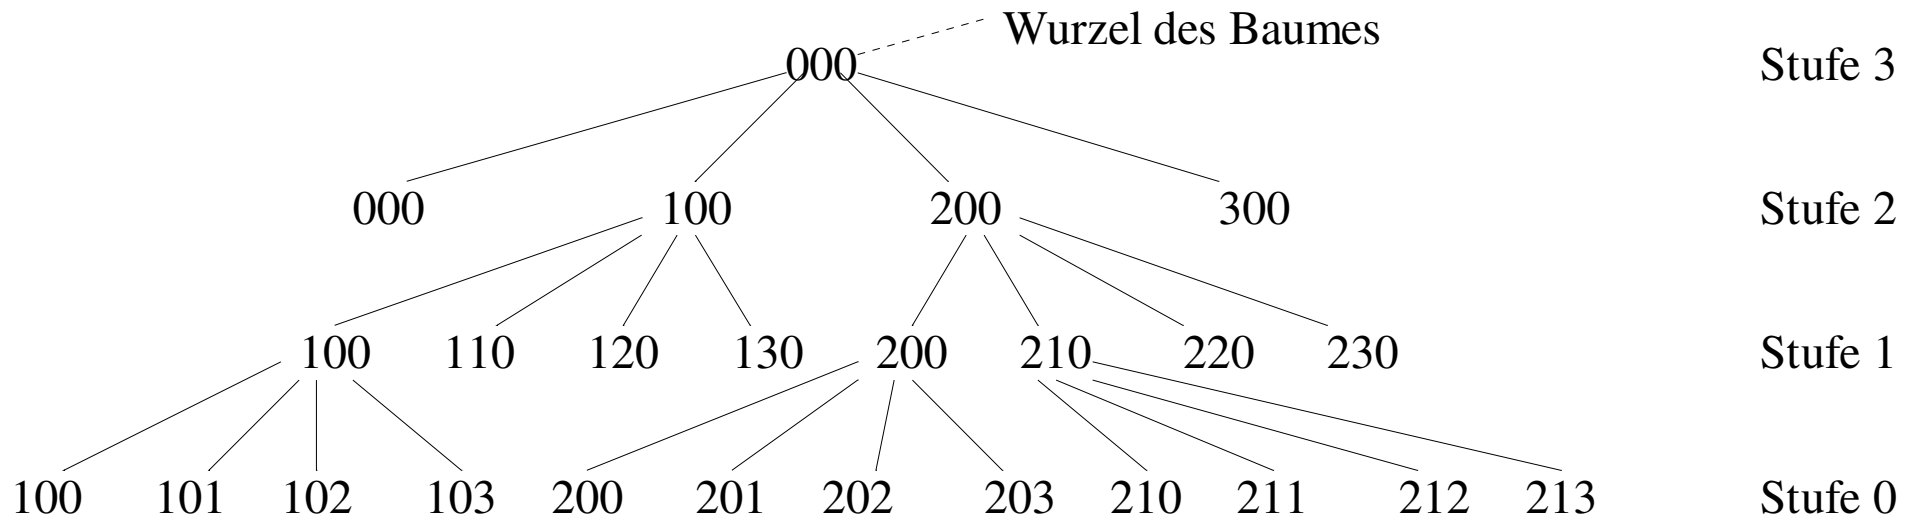 Wurzel des Baumes
000 Stufe 3
000 100 200 300 Stufe 2
100 110 120 130 200 210 220 230 Stufe 1
100 101 102 103 200 201 202 203 210 211 212 213 Stufe 0